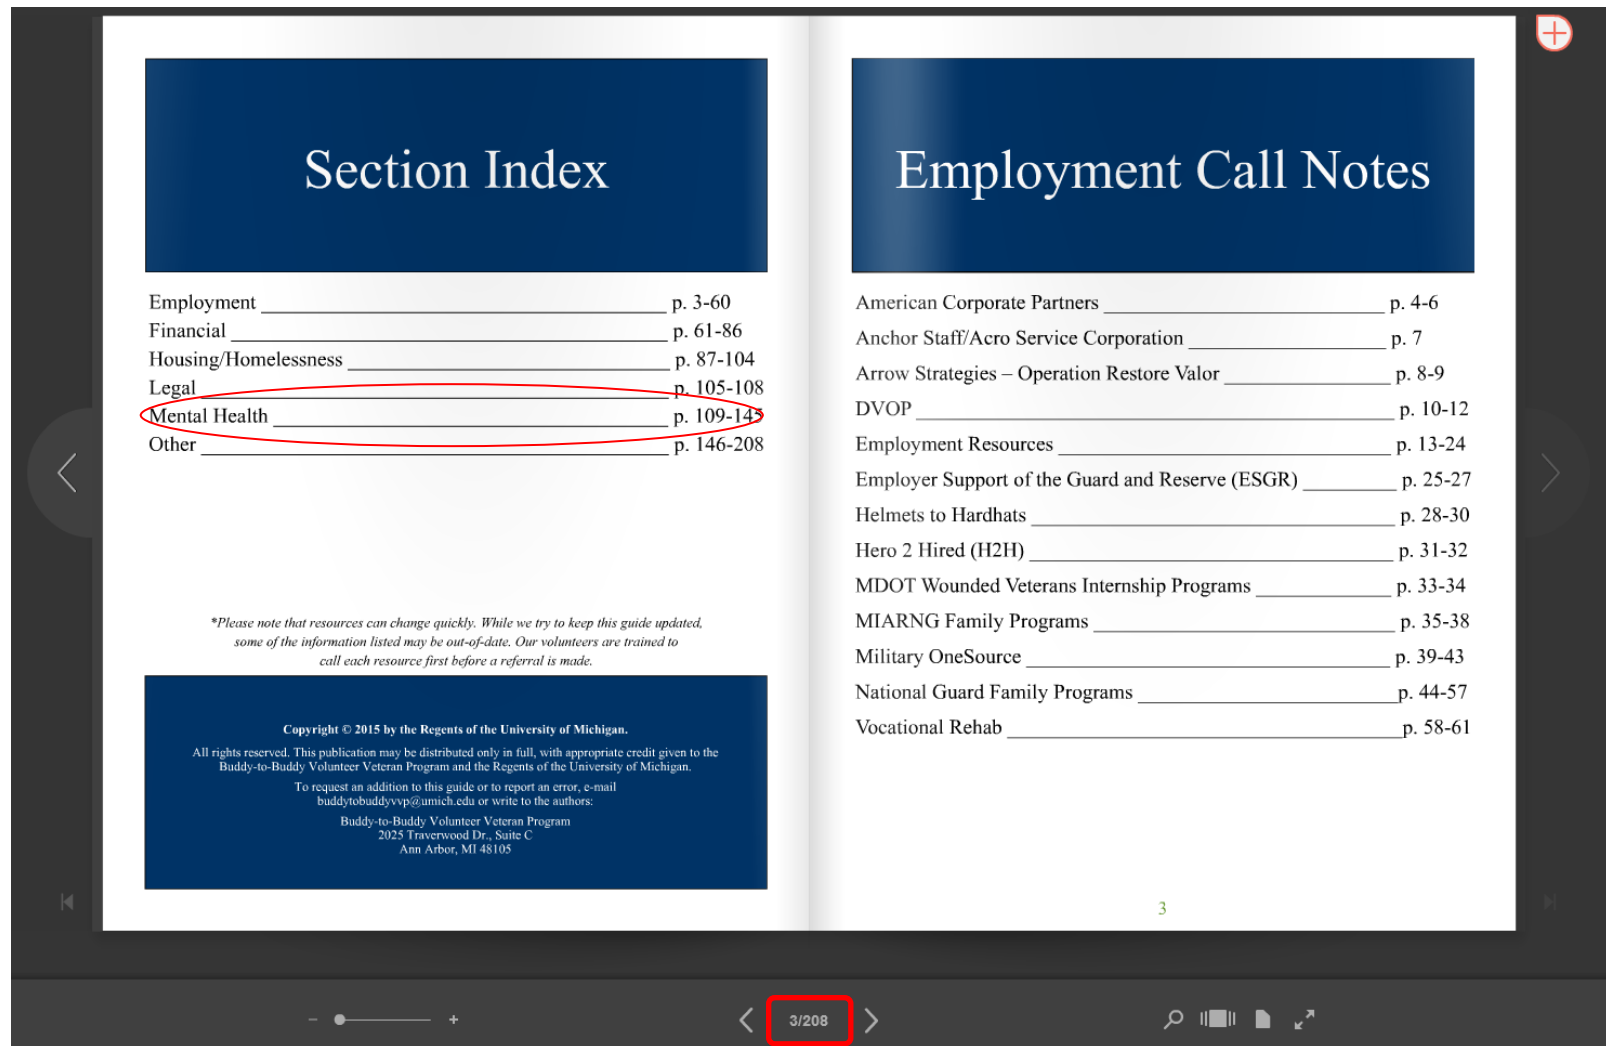 Section Index
Employment p. 3-60
Financial p. 61-86
Housing/Homelessness p. 87-104
Legal p. 105-108
Mental Health p. 109-145
Other p. 146-208
*Please note that resources can change quickly. While we try to keep this guide updated,
some of the information listed may be out-of-date. Our volunteers are trained to
call each resource first before a referral is made.
Copyright © 2015 by the Regents of the University of Michigan.
All rights reserved. This publication may be distributed only in full, with appropriate credit given to the
Buddy-to-Buddy Volunteer Veteran Program and the Regents of the University of Michigan.
To request an addition to this guide or to report an error, e-mail
buddytobuddyvvp@umich.edu or write to the authors:
Buddy-to-Buddy Volunteer Veteran Program
2025 Traverwood Dr., Suite C
Ann Arbor, MI 48105
Employment Call Notes
American Corporate Partners p. 4-6
Anchor Staff/Acro Service Corporation p. 7
Arrow Strategies – Operation Restore Valor p. 8-9
DVOP p. 10-12
Employment Resources p. 13-24
Employer Support of the Guard and Reserve (ESGR) p. 25-27
Helmets to Hardhats p. 28-30
Hero 2 Hired (H2H) p. 31-32
MDOT Wounded Veterans Internship Programs p. 33-34
MIARNG Family Programs p. 35-38
Military OneSource p. 39-43
National Guard Family Programs p. 44-57
Vocational Rehab p. 58-61
3
3/208